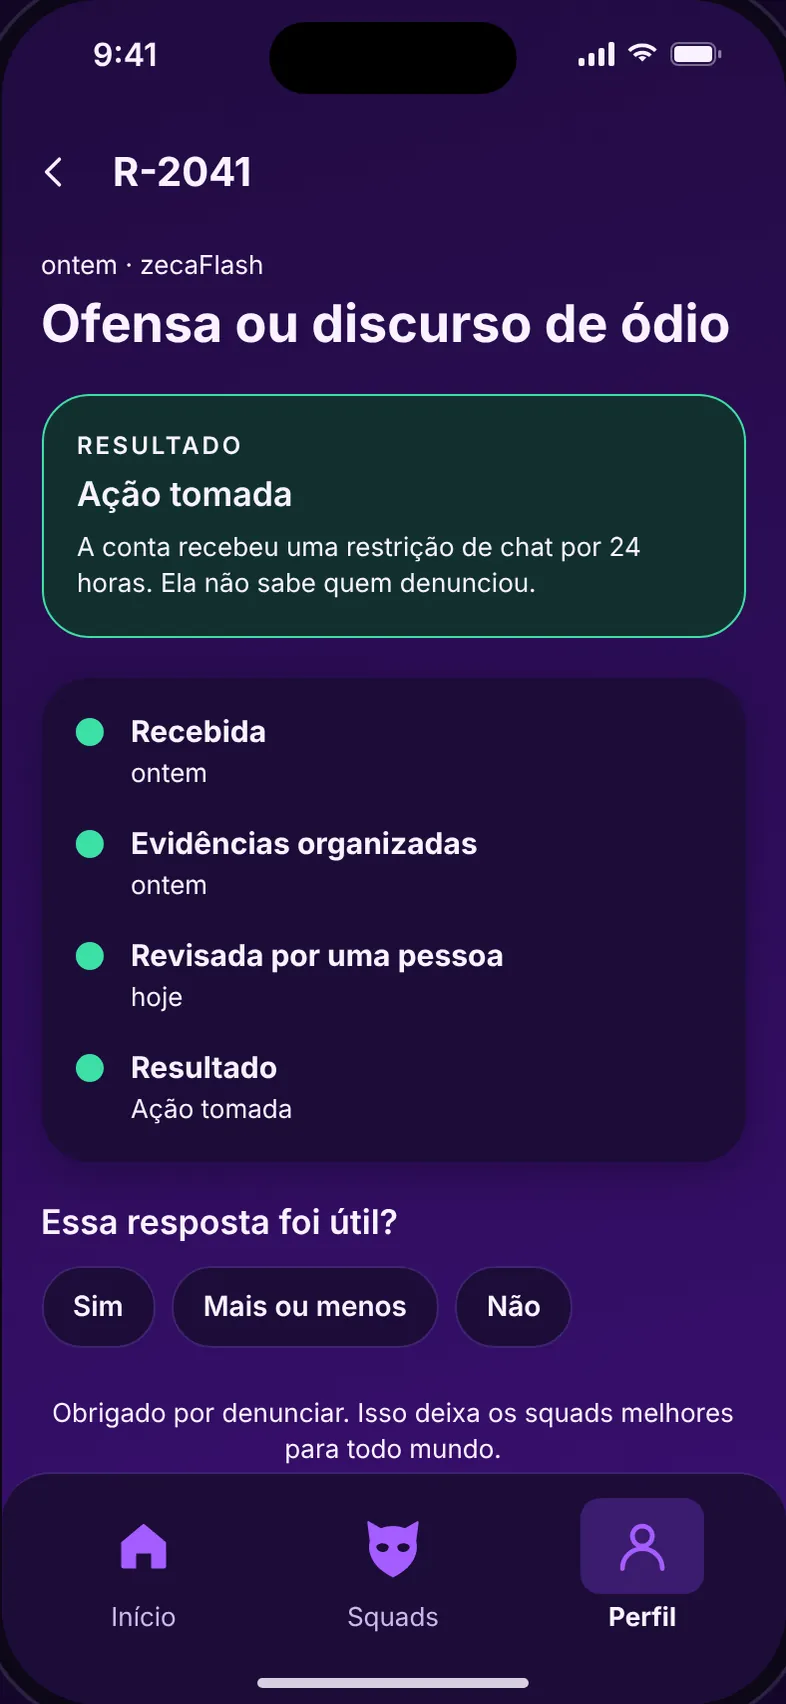 9:41
R-2041
ontem · zecaFlash
Ofensa ou discurso de ódio
RESULTADO
Ação tomada
A conta recebeu uma restrição de chat por 24
horas. Ela não sabe quem denunciou.
Recebida
ontem
Evidências organizadas
ontem
Revisada por uma pessoa
hoje
Resultado
Ação tomada
Essa resposta foi útil?
Sim Mais ou menos Não
Obrigado por denunciar. Isso deixa os squads melhores
para todo mundo.
Início Squads Perfil